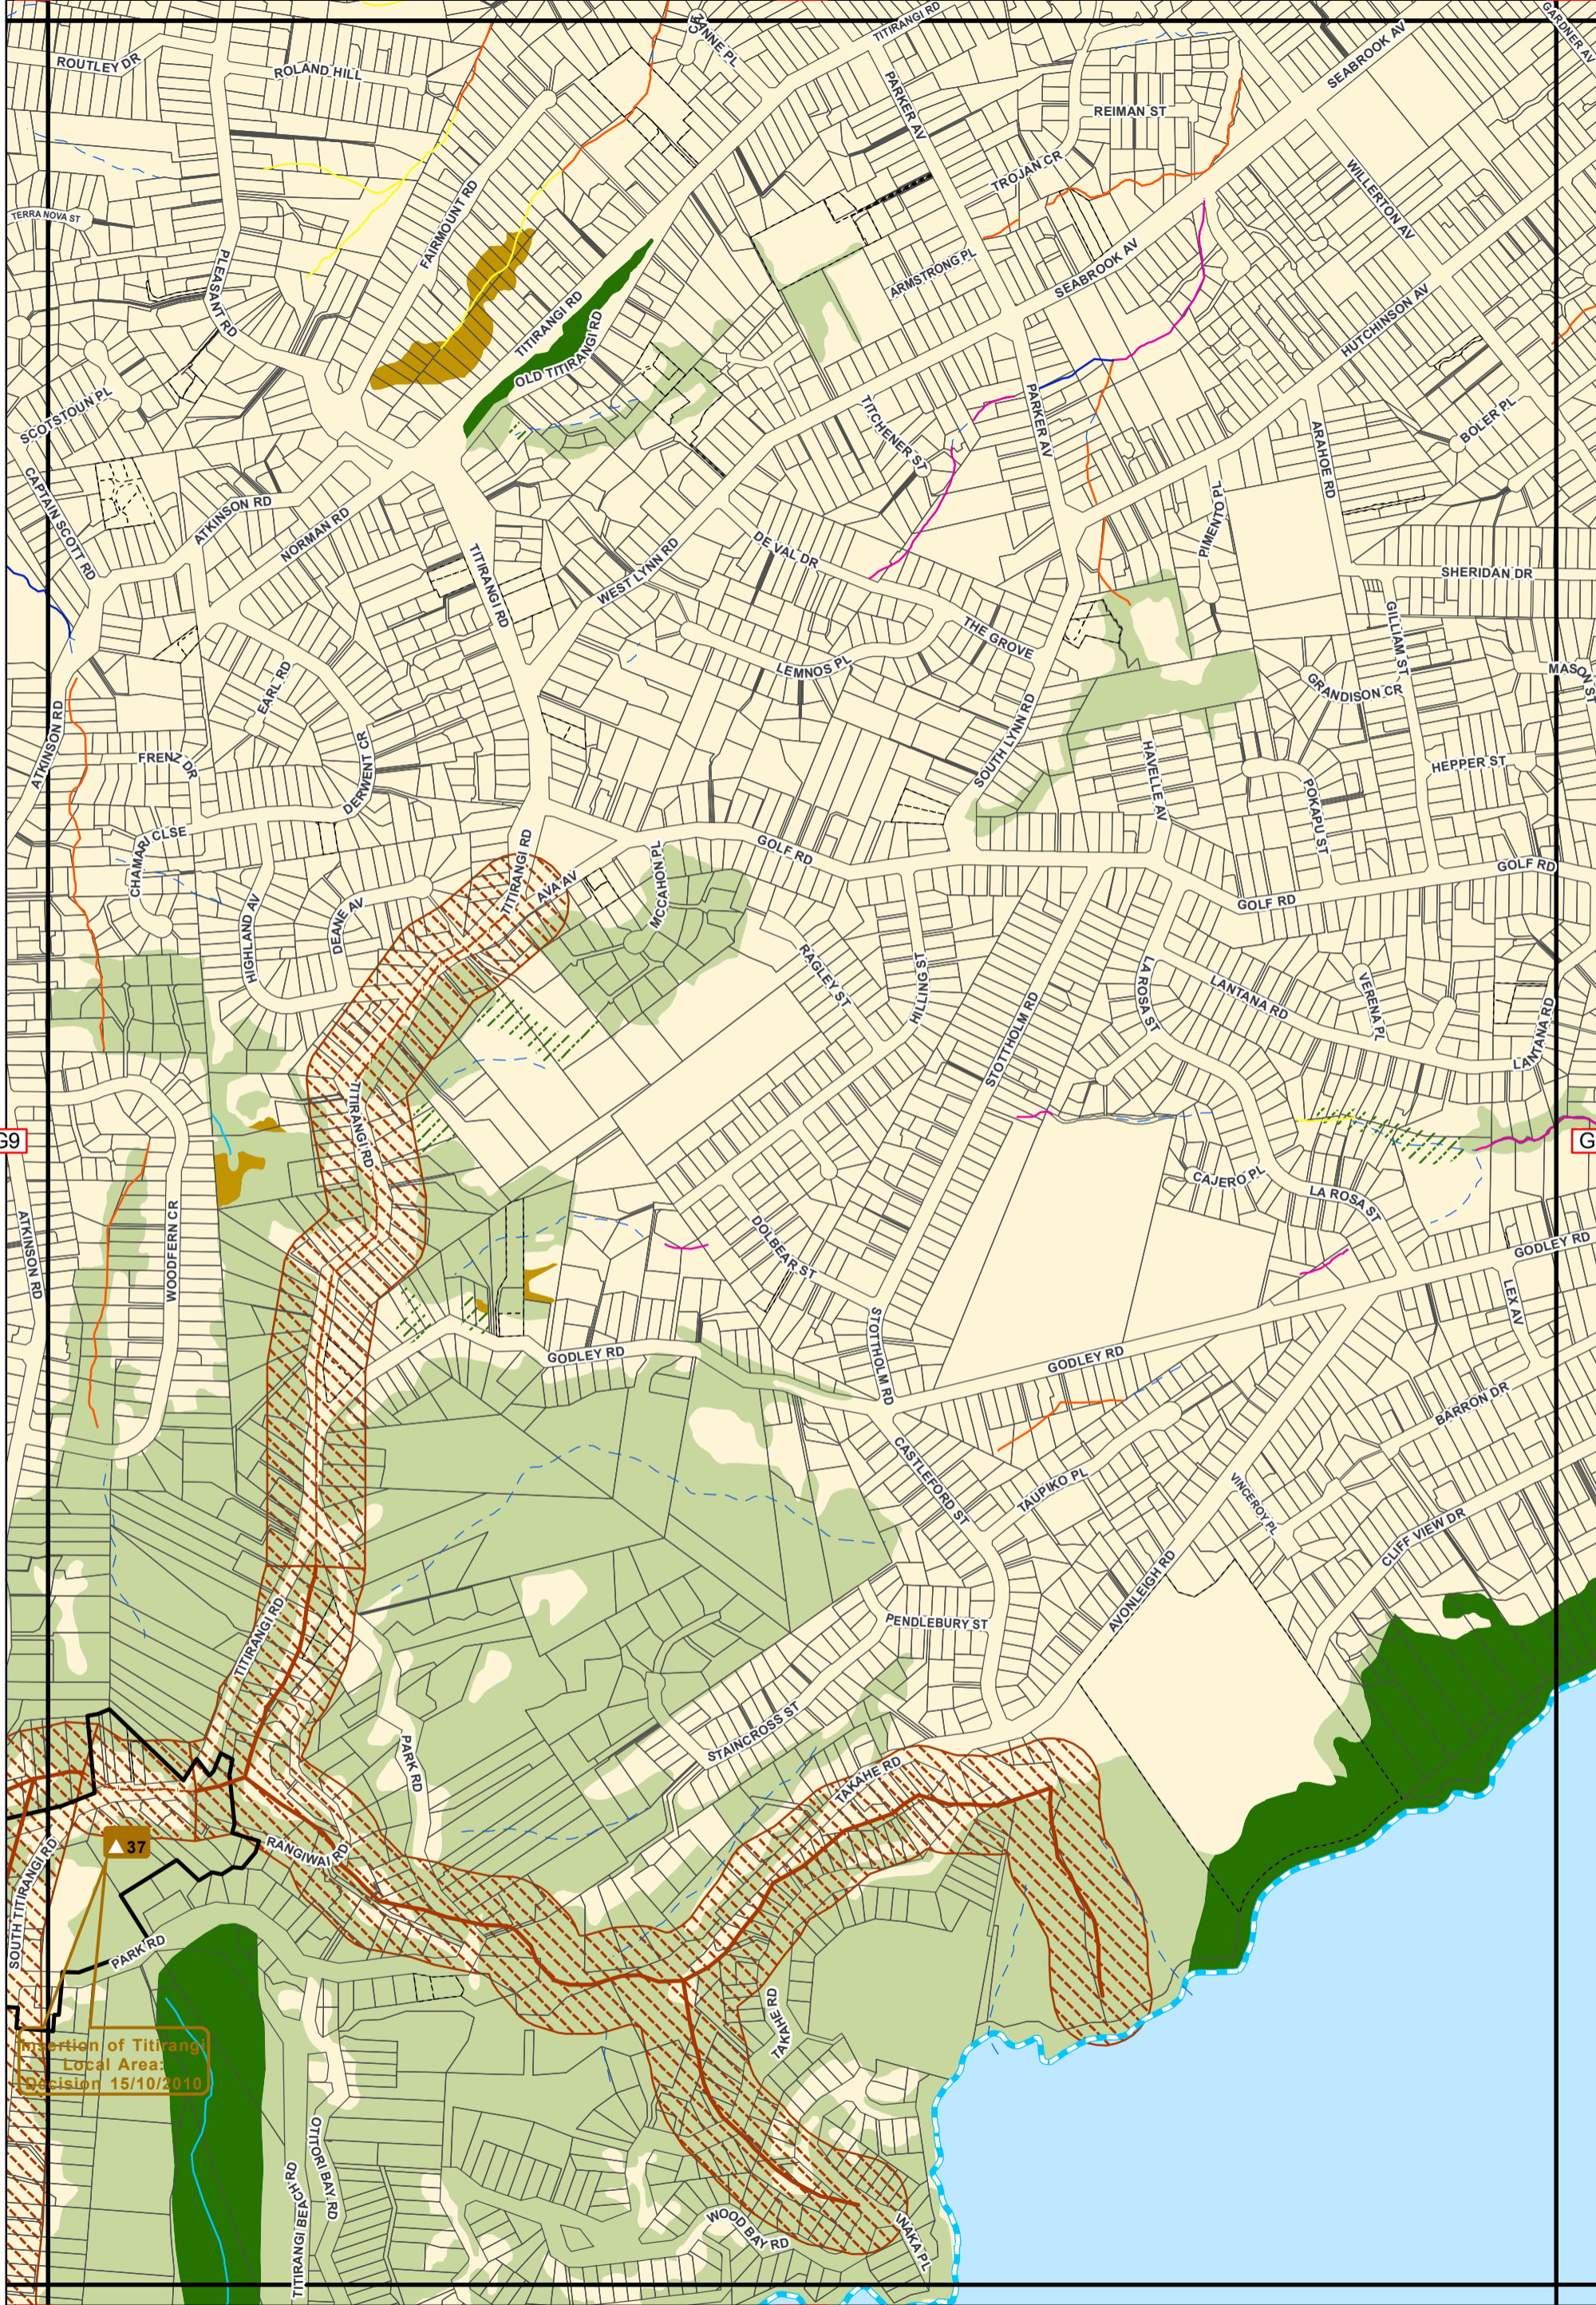 TITIRANGI RD
GARDNER AV
ANNE PL
SEABROOK AV
ROUTLEY DR
ROLAND HILL
PARKER AV
REIMAN ST
TROJAN CR
WILLERTON AV
TERRA NOVA ST
FAIRMOUNT RD
PLEASANT RD
ARMSTRONG PL
SEABROOK AV
TITIRANGI RD
OLD TITIRANGI RD
HUTCHINSON AV
SCOTSTOUN PL
TITCHENER ST
PARKER AV
BOLER PL
ARAHOE RD
CAPTAIN SCOTT RD
ATKINSON RD
NORMAN RD
PIMENTO PL
TITIRANGI RD
WEST LYNN RD
DE VAL DR
SHERIDAN DR
THE GROVE
GILLIAM ST
LEMNOS PL
MASON ST
EARL RD
GRANDISON CR
ATKINSON RD
SOUTH LYNN RD
FRENZ DR
DERWENT CR
HAVELLE AV
HEPPER ST
POKAPU ST
CHAMARI CLSE
TITIRANGI RD
MCCAHON PL
GOLF RD
GOLF RD
AVA AV
GOLF RD
HIGHLAND AV
DEANE AV
RAGLEY ST
HILLING ST
LA ROSA ST
LANTANA RD
VERENA PL
STOTTHOLM RD
LANTANA RD
TITIRANGI RD
G9
G
CAJERO PL
LA ROSA ST
ATKINSON RD
WOODFERN CR
DOLBEAR ST
GODLEY RD
LEX AV
GODLEY RD
STOTTHOLM RD
GODLEY RD
BARRON DR
CASTLEFORD ST
TAUPIKO PL
VINCEROY PL
CLIFF VIEW DR
AVONLEIGH RD
TITIRANGI RD
PENDLEBURY ST
STAINCROSS ST
PARK RD
TAKAHE RD
37
RANGIWAI RD
SOUTH TITIRANGI RD
PARK RD
TAKAHE RD
Insertion of Titirangi
Local Area:
Decision 15/10/2010
OTITORI BAY RD
TITIRANGI BEACH RD
WOOD BAY RD
WAKA PL